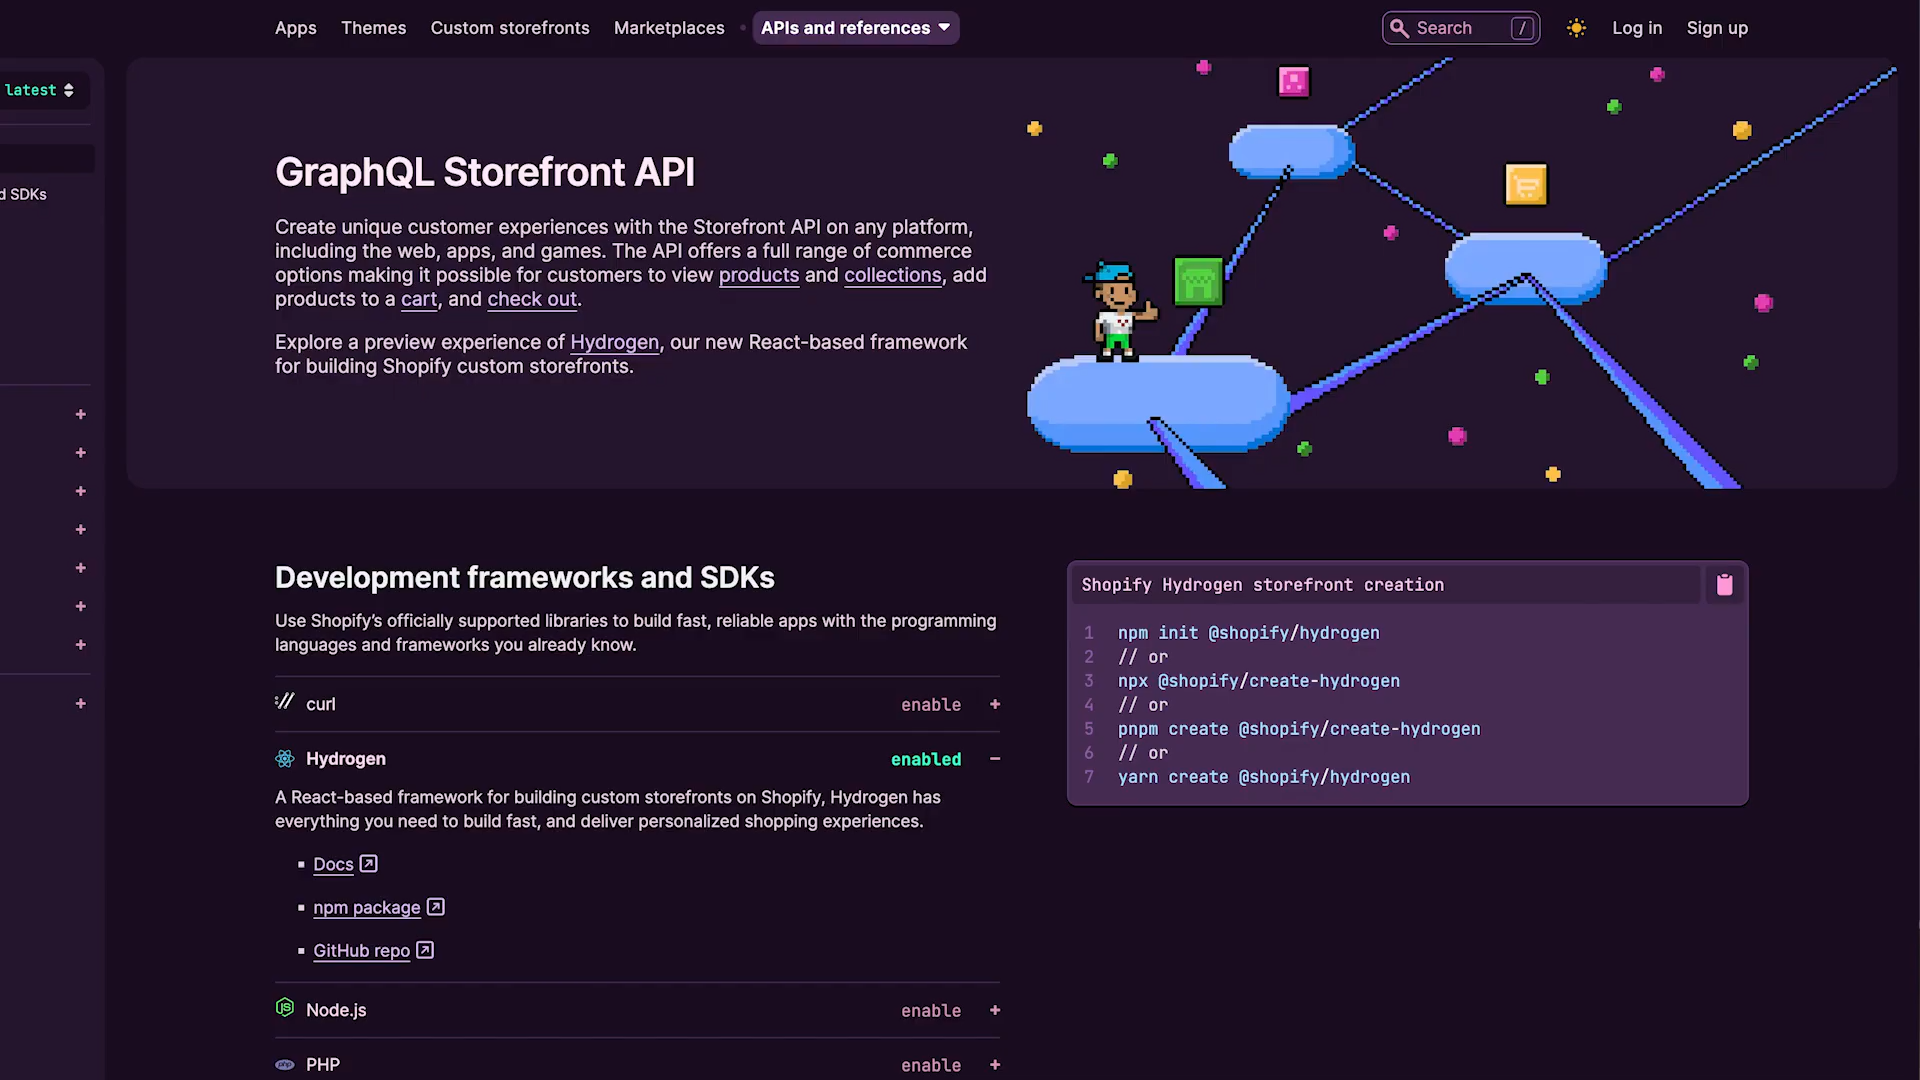 Apps Themes Custom storefronts Marketplaces APIs and references Search / Log in Sign up
latest
d SDKs
GraphQL Storefront API
Create unique customer experiences with the Storefront API on any platform,
including the web, apps, and games. The API offers a full range of commerce
options making it possible for customers to view products and collections, add
products to a cart, and check out.
Explore a preview experience of Hydrogen, our new React-based framework
for building Shopify custom storefronts.
Development frameworks and SDKs
Use Shopify’s officially supported libraries to build fast, reliable apps with the programming
languages and frameworks you already know.
curl enable +
Hydrogen enabled −
A React-based framework for building custom storefronts on Shopify, Hydrogen has
everything you need to build fast, and deliver personalized shopping experiences.
Docs
npm package
GitHub repo
Node.js enable +
PHP enable +
Shopify Hydrogen storefront creation
1 npm init @shopify/hydrogen
2 // or
3 npx @shopify/create-hydrogen
4 // or
5 pnpm create @shopify/create-hydrogen
6 // or
7 yarn create @shopify/hydrogen